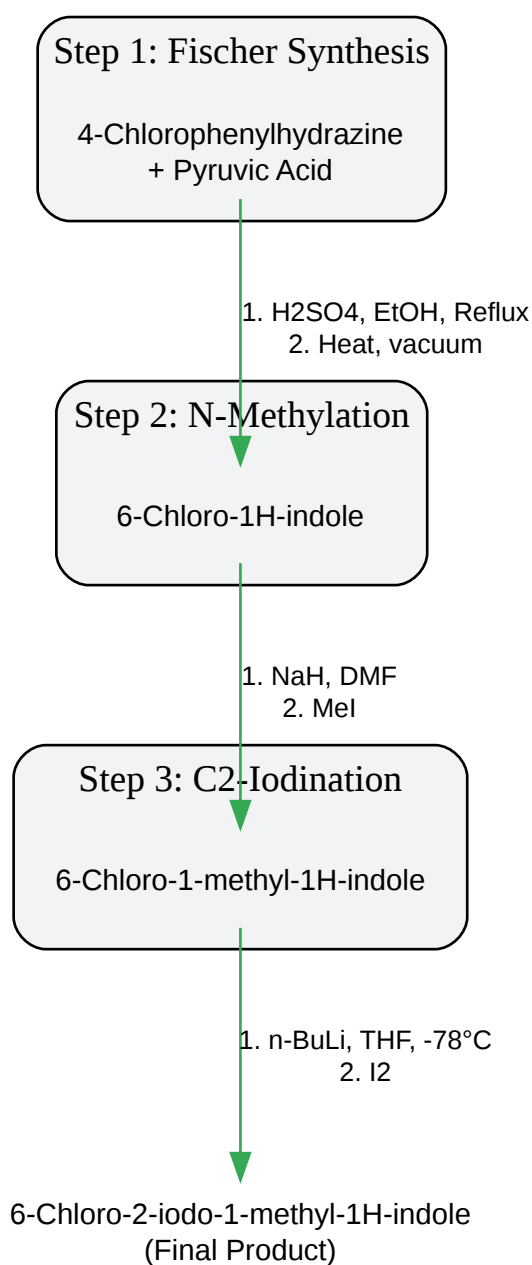 Step 1: Fischer Synthesis
4-Chlorophenylhydrazine
+ Pyruvic Acid
1. H2SO4, EtOH, Reflux
2. Heat, vacuum
Step 2: N-Methylation
6-Chloro-1H-indole
1. NaH, DMF
2. MeI
Step 3: C2-Iodination
6-Chloro-1-methyl-1H-indole
1. n-BuLi, THF, -78°C
2. I2
6-Chloro-2-iodo-1-methyl-1H-indole
(Final Product)